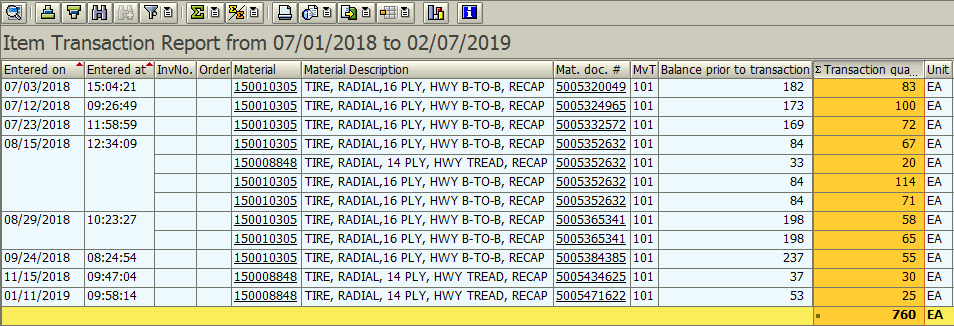 Item Transaction Report from 07/01/2018 to 02/07/2019
Entered on Entered at InvNo. Order Material Material Description Mat. doc. # MvT Balance prior to transaction Σ Transaction qua... Unit
07/03/2018 15:04:21 150010305 TIRE, RADIAL,16 PLY, HWY B-TO-B, RECAP 5005320049 101 182 83 EA
07/12/2018 09:26:49 150010305 TIRE, RADIAL,16 PLY, HWY B-TO-B, RECAP 5005324965 101 173 100 EA
07/23/2018 11:58:59 150010305 TIRE, RADIAL,16 PLY, HWY B-TO-B, RECAP 5005332572 101 169 72 EA
08/15/2018 12:34:09 150010305 TIRE, RADIAL,16 PLY, HWY B-TO-B, RECAP 5005352632 101 84 67 EA
150008848 TIRE, RADIAL, 14 PLY, HWY TREAD, RECAP 5005352632 101 33 20 EA
150010305 TIRE, RADIAL,16 PLY, HWY B-TO-B, RECAP 5005352632 101 84 114 EA
150010305 TIRE, RADIAL,16 PLY, HWY B-TO-B, RECAP 5005352632 101 84 71 EA
08/29/2018 10:23:27 150010305 TIRE, RADIAL,16 PLY, HWY B-TO-B, RECAP 5005365341 101 198 58 EA
150010305 TIRE, RADIAL,16 PLY, HWY B-TO-B, RECAP 5005365341 101 198 65 EA
09/24/2018 08:24:54 150010305 TIRE, RADIAL,16 PLY, HWY B-TO-B, RECAP 5005384385 101 237 55 EA
11/15/2018 09:47:04 150008848 TIRE, RADIAL, 14 PLY, HWY TREAD, RECAP 5005434625 101 37 30 EA
01/11/2019 09:58:14 150008848 TIRE, RADIAL, 14 PLY, HWY TREAD, RECAP 5005471622 101 53 25 EA
760 EA